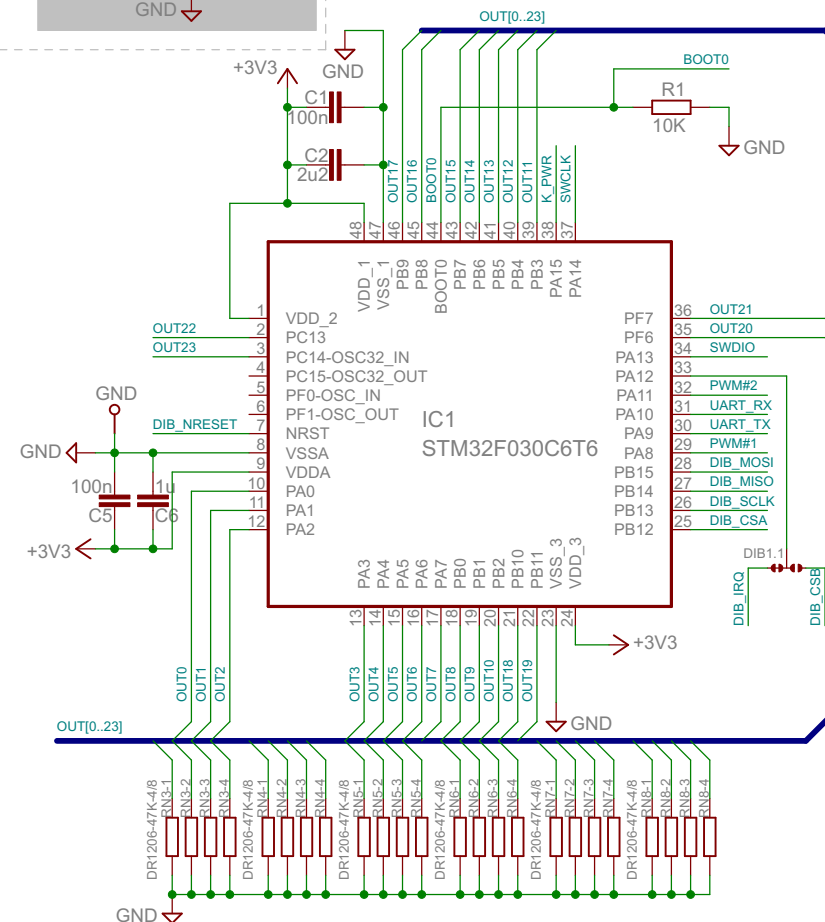 GND
OUT[0..23]
+3V3
GND
BOOT0
C1
100n
R1
10K
GND
C2
2u2
OUT17
OUT16
BOOT0
OUT15
OUT14
OUT13
OUT12
OUT11
K_PWR
SWCLK
48
47
46
45
44
43
42
41
40
39
38
37
VDD_1
VSS_1
PB9
PB8
BOOT0
PB7
PB6
PB5
PB4
PB3
PA15
PA14
1 VDD_2
OUT22 2 PC13
OUT23 3 PC14-OSC32_IN
4 PC15-OSC32_OUT
5 PF0-OSC_IN
6 PF1-OSC_OUT
DIB_NRESET 7 NRST
8 VSSA
9 VDDA
10 PA0
11 PA1
12 PA2
IC1
STM32F030C6T6
PF7 36 OUT21
PF6 35 OUT20
PA13 34 SWDIO
PA12 33
PA11 32 PWM#2
PA10 31 UART_RX
PA9 30 UART_TX
PA8 29 PWM#1
PB15 28 DIB_MOSI
PB14 27 DIB_MISO
PB13 26 DIB_SCLK
PB12 25 DIB_CSA
GND
GND
100n
C5
1u
C6
+3V3
DIB1.1
DIB_IRQ
DIB_CSB
PA3
PA4
PA5
PA6
PA7
PB0
PB1
PB2
PB10
PB11
VSS_3
VDD_3
13
14
15
16
17
18
19
20
21
22
23
24
+3V3
OUT0
OUT1
OUT2
OUT3
OUT4
OUT5
OUT6
OUT7
OUT8
OUT9
OUT10
OUT18
OUT19
GND
OUT[0..23]
DR1206-47K-4/8
RN3-1
RN3-2
RN3-3
RN3-4
DR1206-47K-4/8
RN4-1
RN4-2
RN4-3
RN4-4
DR1206-47K-4/8
RN5-1
RN5-2
RN5-3
RN5-4
DR1206-47K-4/8
RN6-1
RN6-2
RN6-3
RN6-4
DR1206-47K-4/8
RN7-1
RN7-2
RN7-3
RN7-4
DR1206-47K-4/8
RN8-1
RN8-2
RN8-3
RN8-4
GND